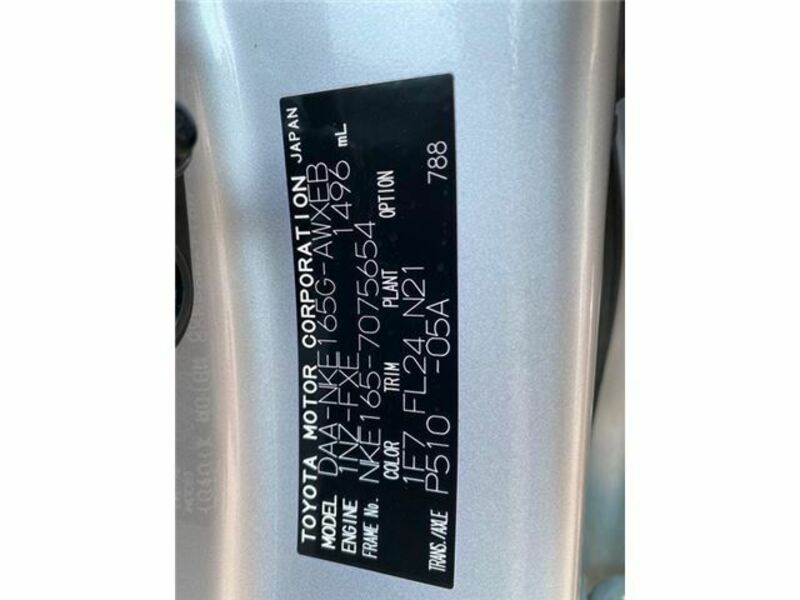 TOYOTA MOTOR CORPORATION JAPAN
MODEL DAA-NKE165G-AWXEB
ENGINE 1NZ-FXE 1496 mL
FRAME No. NKE165-7075654
COLOR TRIM PLANT OPTION
1F7 FL24 N21 788
TRANS./AXLE P510 -05A